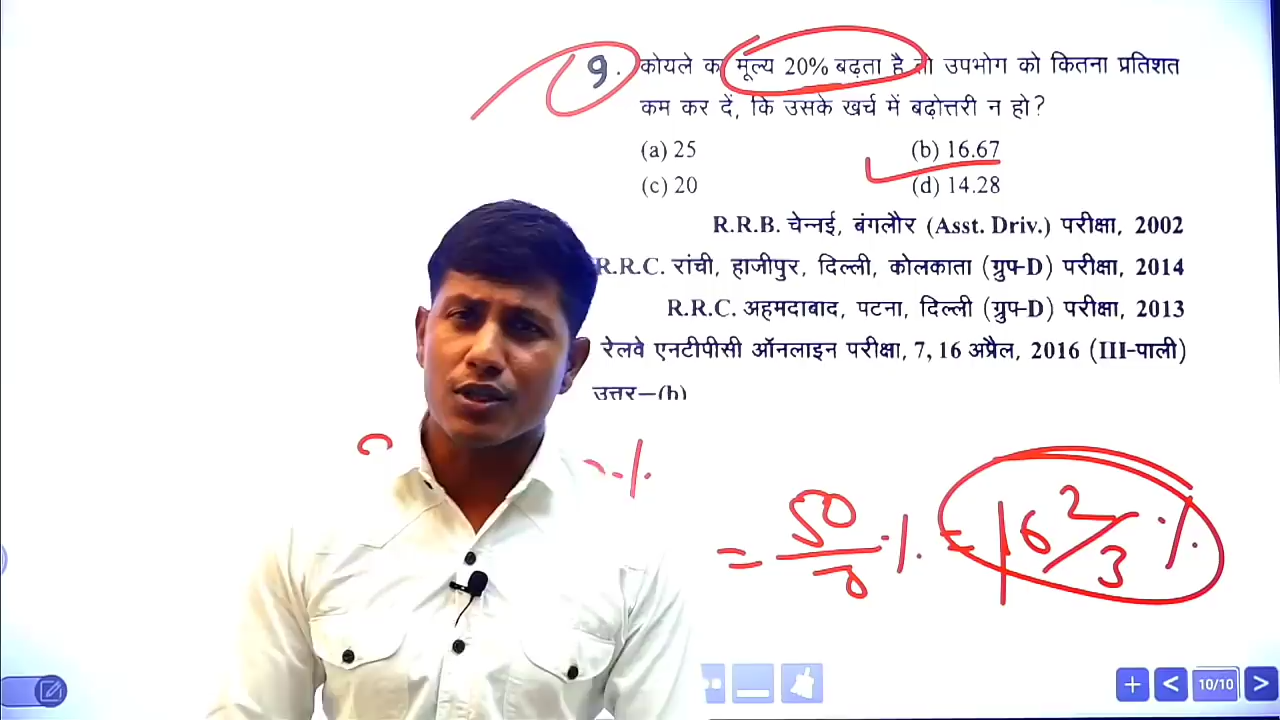 9. कोयले का मूल्य 20% बढ़ता है तो उपभोग को कितना प्रतिशत
कम कर दें, कि उसके खर्च में बढ़ोत्तरी न हो?
(a) 25 (b) 16.67
(c) 20 (d) 14.28
R.R.B. चेन्नई, बंगलौर (Asst. Driv.) परीक्षा, 2002
R.R.C. रांची, हाजीपुर, दिल्ली, कोलकाता (ग्रुप-D) परीक्षा, 2014
R.R.C. अहमदाबाद, पटना, दिल्ली (ग्रुप-D) परीक्षा, 2013
रेलवे एनटीपीसी ऑनलाइन परीक्षा, 7, 16 अप्रैल, 2016 (III-पाली)
उत्तर—(b)
%
= 50/3 % = 16 2/3 %
10/10